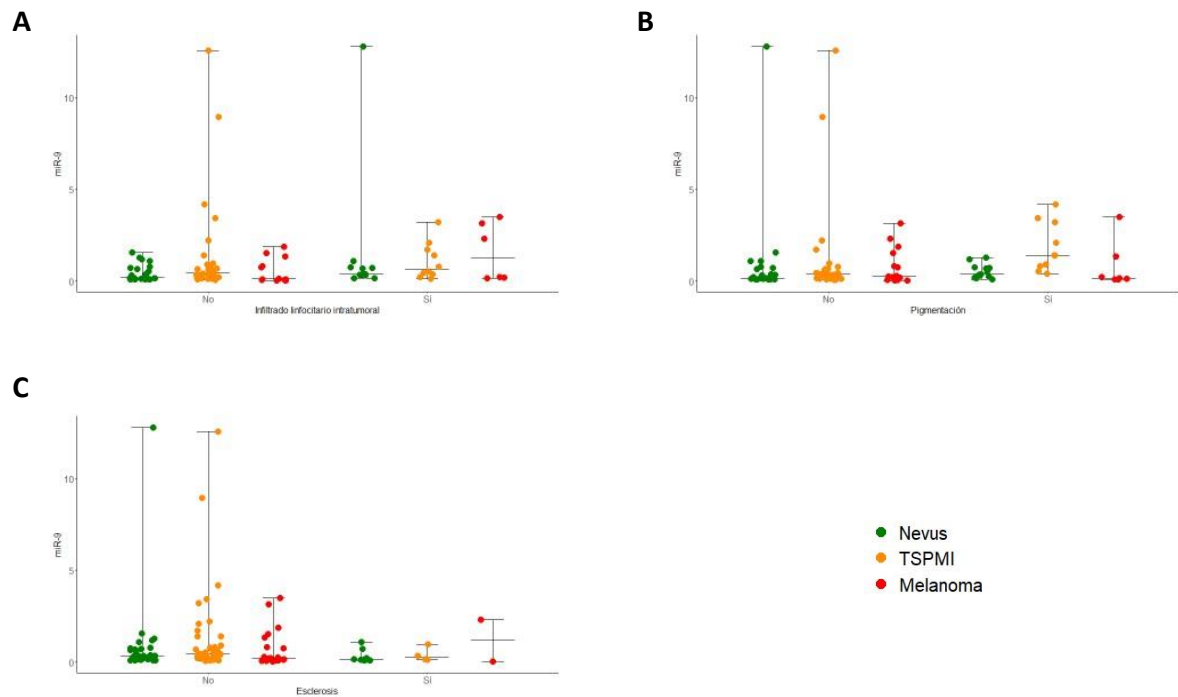 A
miR-9
10
5
0
No
Sí
Infiltrado linfocitario intratumoral
B
miR-9
10
5
0
No
Sí
Pigmentación
C
miR-9
10
5
0
No
Sí
Esclerosis
Nevus
TSPMI
Melanoma